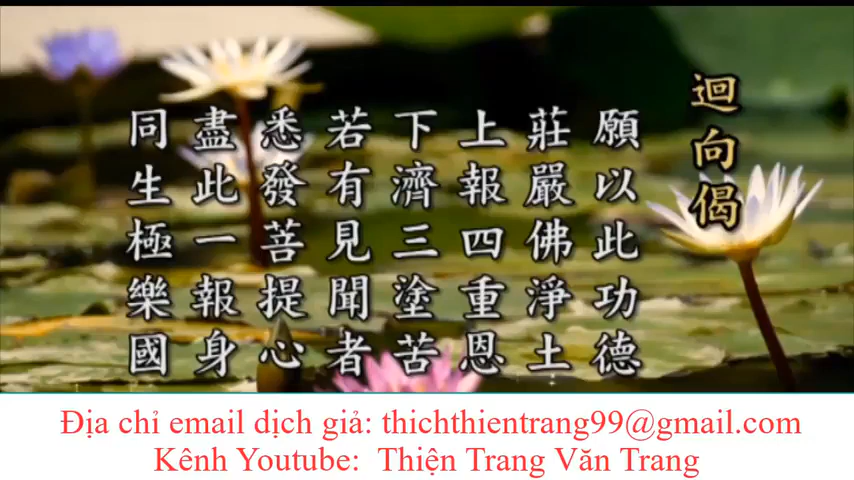 迴向偈
願以此功德
莊嚴佛淨土
上報四重恩
下濟三塗苦
若有見聞者
悉發菩提心
盡此一報身
同生極樂國
Địa chỉ email dịch giả: thichthientrang99@gmail.com
Kênh Youtube: Thiện Trang Văn Trang